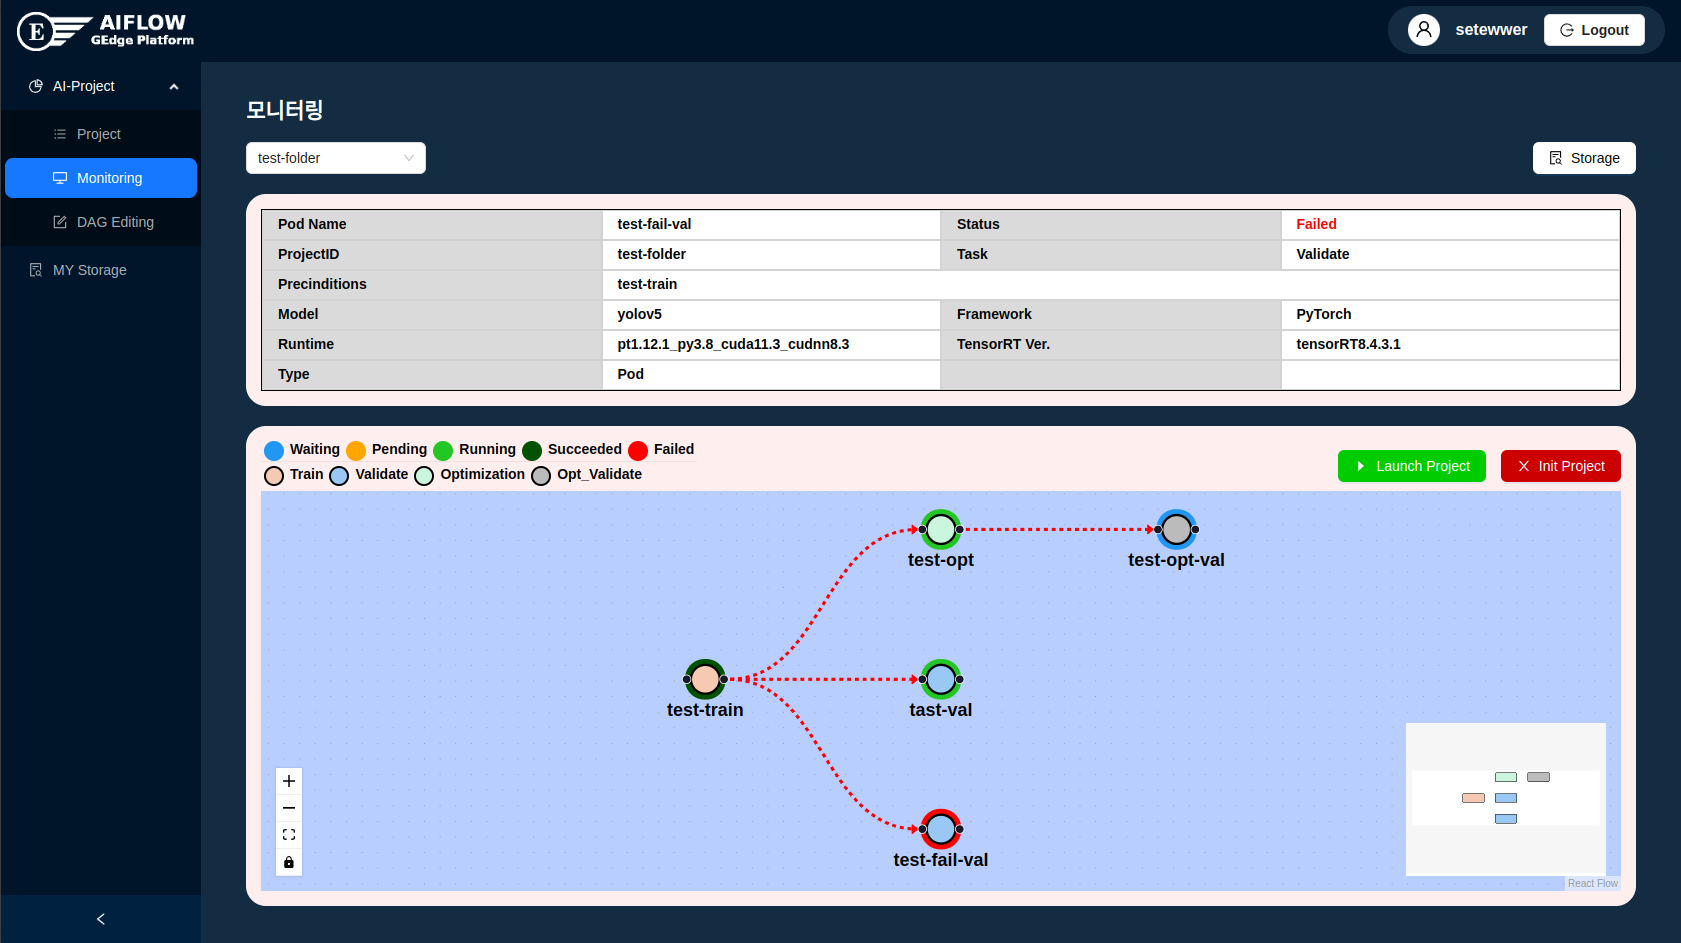 E
AIFLOW
GEdge Platform
setewwer
Logout
AI-Project
Project
Monitoring
DAG Editing
MY Storage
모니터링
test-folder
Storage
Pod Name test-fail-val Status Failed
ProjectID test-folder Task Validate
Precinditions test-train
Model yolov5 Framework PyTorch
Runtime pt1.12.1_py3.8_cuda11.3_cudnn8.3 TensorRT Ver. tensorRT8.4.3.1
Type Pod
Waiting Pending Running Succeeded Failed
Train Validate Optimization Opt_Validate
Launch Project
Init Project
test-opt
test-opt-val
test-train
tast-val
test-fail-val
React Flow